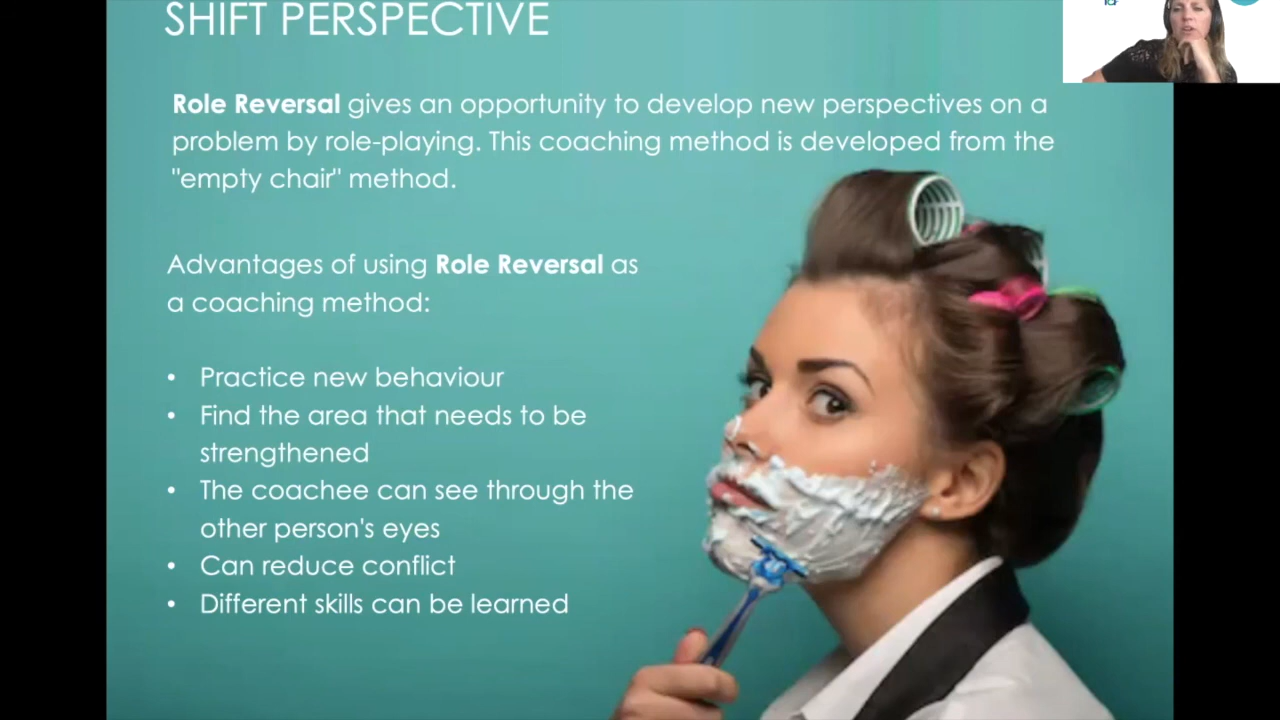 SHIFT PERSPECTIVE
Role Reversal gives an opportunity to develop new perspectives on a
problem by role-playing. This coaching method is developed from the
"empty chair" method.
Advantages of using Role Reversal as
a coaching method:
• Practice new behaviour
• Find the area that needs to be
strengthened
• The coachee can see through the
other person's eyes
• Can reduce conflict
• Different skills can be learned